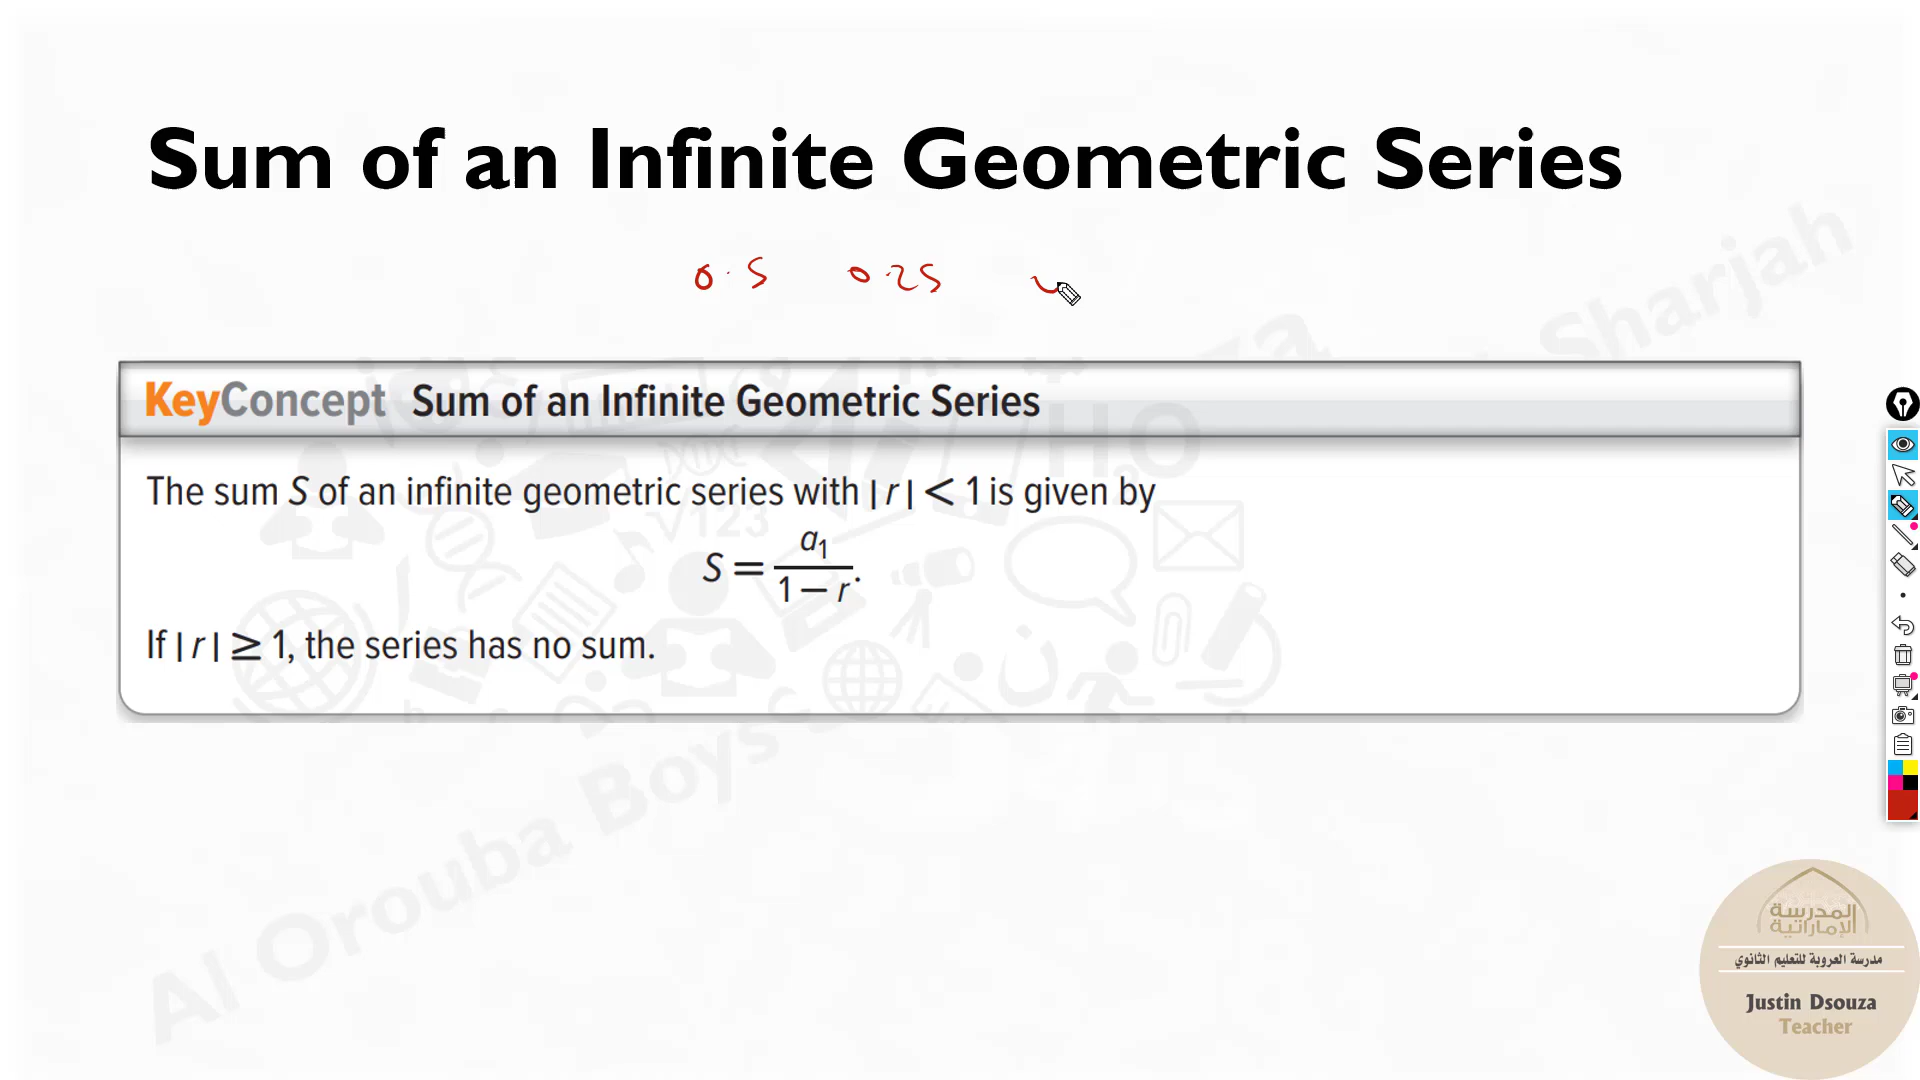 Sum of an Infinite Geometric Series
0.5 0.25
KeyConcept Sum of an Infinite Geometric Series
The sum S of an infinite geometric series with |r| < 1 is given by
S = a₁ / (1 − r).
If |r| ≥ 1, the series has no sum.
Al Orouba Boys Sharjah
المدرسة
الإماراتية
مدرسة العروبة للتعليم الثانوي
Justin Dsouza
Teacher